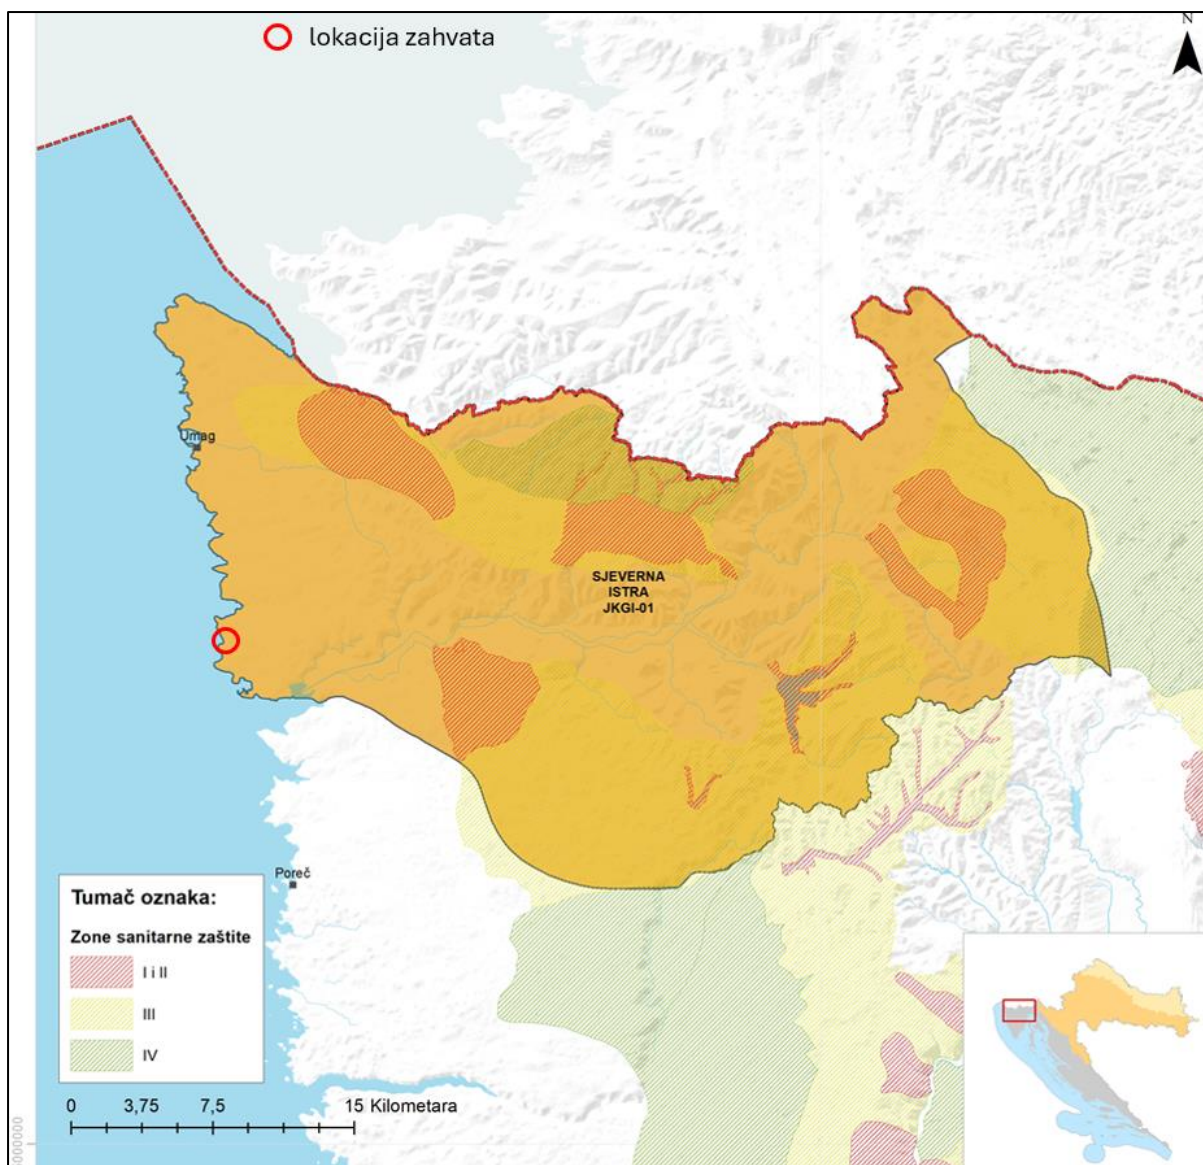 lokacija zahvata
N
Umag
SJEVERNA
ISTRA
JKGI-01
Poreč
Tumač oznaka:
Zone sanitarne zaštite
I i II
III
IV
0 3,75 7,5 15 Kilometara